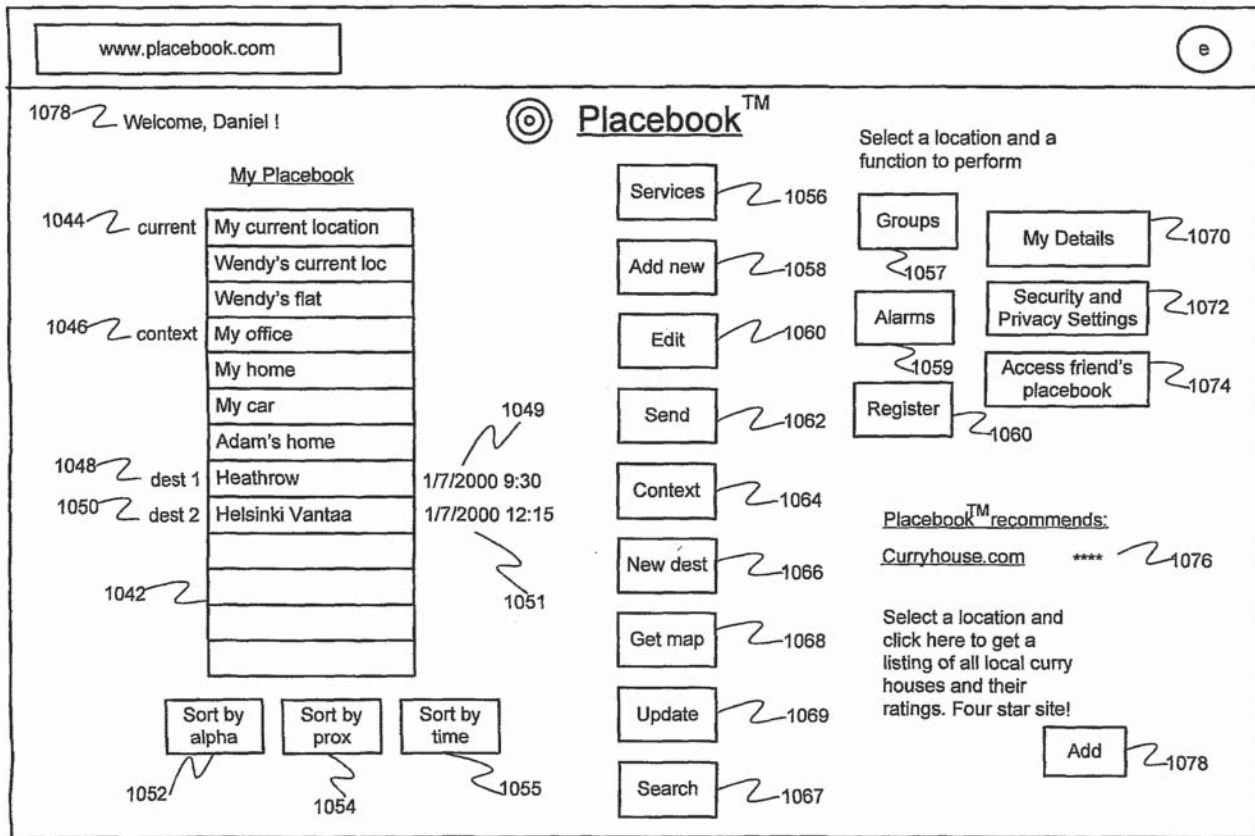 www.placebook.com
e
1078 Welcome, Daniel !
Placebook™
Select a location and a
function to perform
My Placebook
1044 current My current location
Wendy's current loc
Wendy's flat
1046 context My office
My home
My car
Adam's home
1049
1048 dest 1 Heathrow 1/7/2000 9:30
1050 dest 2 Helsinki Vantaa 1/7/2000 12:15
1051
1042
Sort by
alpha
1052
Sort by
prox
1054
Sort by
time
1055
Services 1056
Add new 1058
Edit 1060
Send 1062
Context 1064
New dest 1066
Get map 1068
Update 1069
Search 1067
Groups
1057
Alarms
1059
Register
1060
My Details 1070
Security and
Privacy Settings 1072
Access friend's
placebook 1074
Placebook™ recommends:
Curryhouse.com **** 1076
Select a location and
click here to get a
listing of all local curry
houses and their
ratings. Four star site!
Add 1078